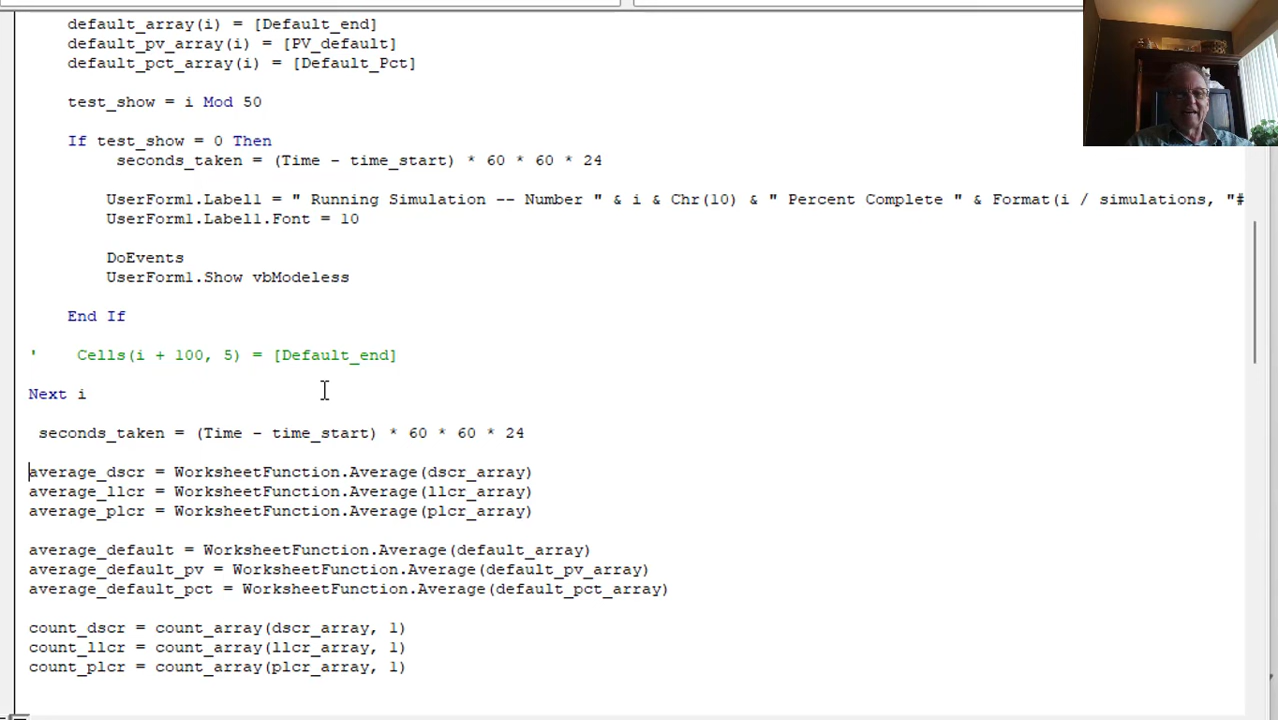 default_array(i) = [Default_end]
default_pv_array(i) = [PV_default]
default_pct_array(i) = [Default_Pct]
test_show = i Mod 50
If test_show = 0 Then
seconds_taken = (Time - time_start) * 60 * 60 * 24
UserForm1.Label1 = " Running Simulation -- Number " & i & Chr(10) & " Percent Complete " & Format(i / simulations, "#
UserForm1.Label1.Font = 10
DoEvents
UserForm1.Show vbModeless
End If
' Cells(i + 100, 5) = [Default_end]
Next i
seconds_taken = (Time - time_start) * 60 * 60 * 24
average_dscr = WorksheetFunction.Average(dscr_array)
average_llcr = WorksheetFunction.Average(llcr_array)
average_plcr = WorksheetFunction.Average(plcr_array)
average_default = WorksheetFunction.Average(default_array)
average_default_pv = WorksheetFunction.Average(default_pv_array)
average_default_pct = WorksheetFunction.Average(default_pct_array)
count_dscr = count_array(dscr_array, 1)
count_llcr = count_array(llcr_array, 1)
count_plcr = count_array(plcr_array, 1)